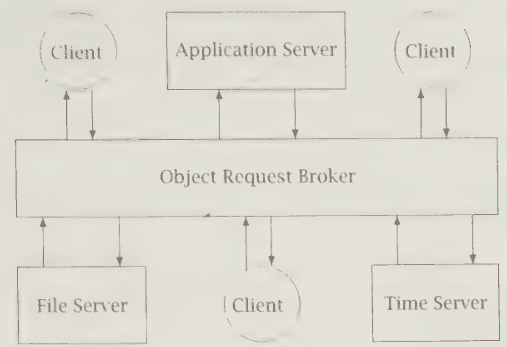 Client
Application Server
Client
Object Request Broker
File Server
Client
Time Server